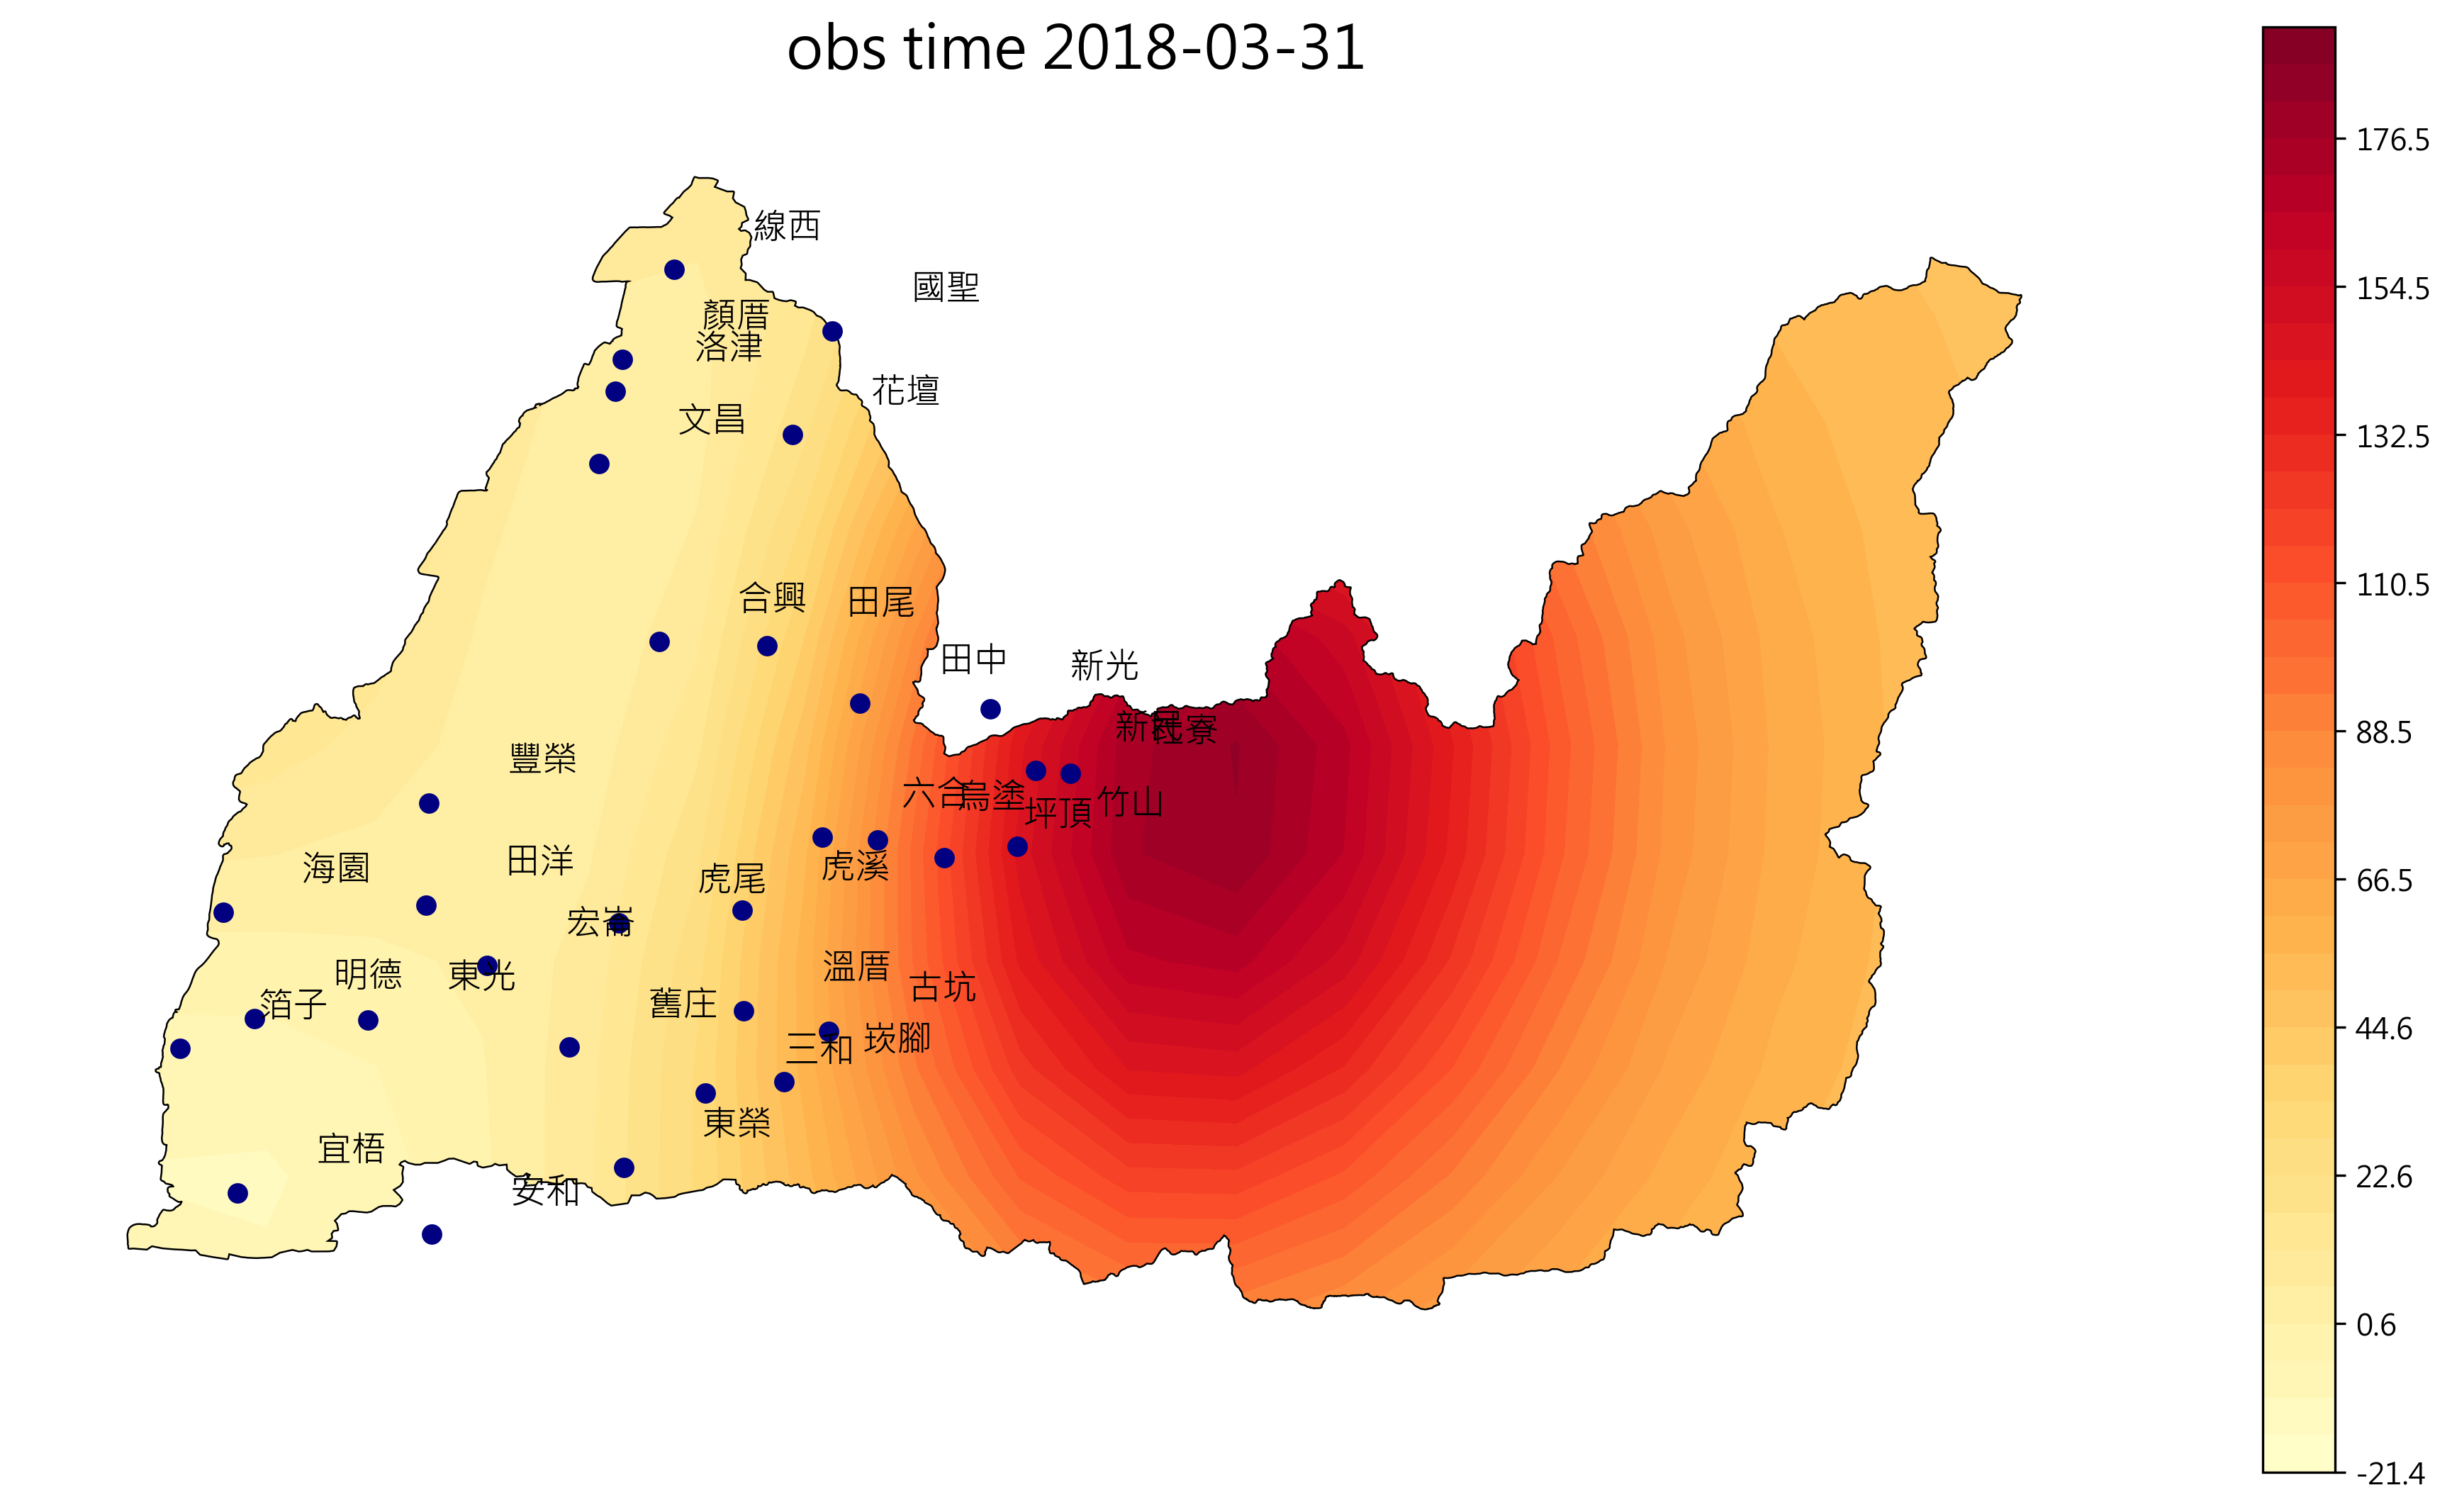 obs time 2018-03-31
線西
國聖
顏厝
洛津
花壇
文昌
合興
田尾
田中
新光
新民
社寮
豐榮
六合
烏塗
坪頂
竹山
海園
田洋
虎尾
虎溪
宏崙
明德
東光
溫厝
古坑
箔子
舊庄
三和
崁腳
東榮
宜梧
安和
176.5
154.5
132.5
110.5
88.5
66.5
44.6
22.6
0.6
-21.4